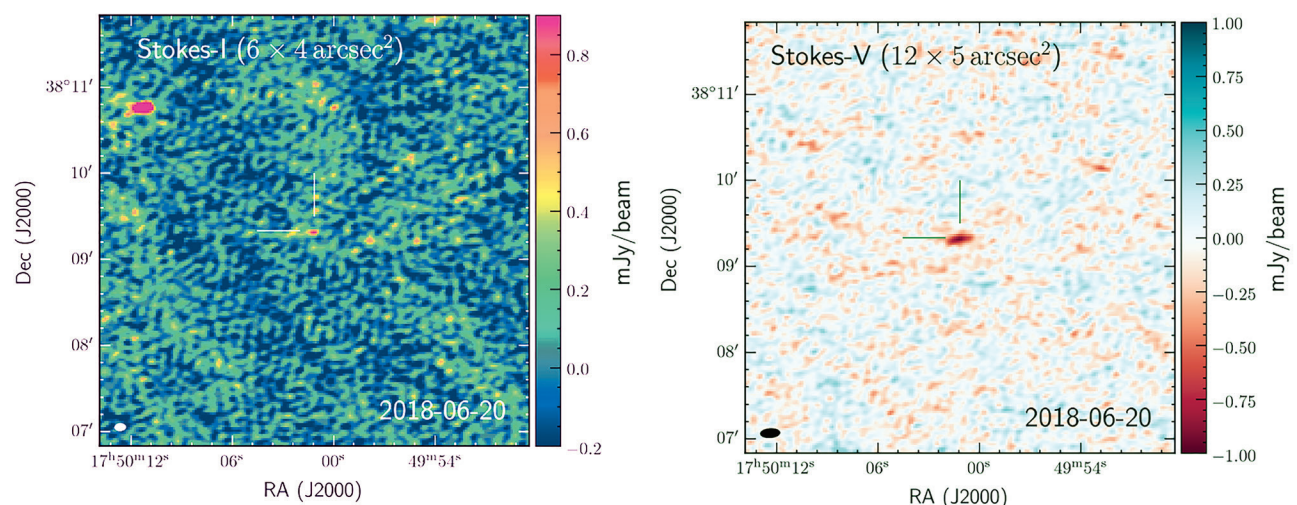 Stokes-I (6 × 4 arcsec²)
38°11′
10′
09′
08′
07′
Dec (J2000)
2018-06-20
17ʰ50ᵐ12ˢ
06ˢ
00ˢ
49ᵐ54ˢ
RA (J2000)
0.8
0.6
0.4
0.2
0.0
−0.2
mJy/beam
Stokes-V (12 × 5 arcsec²)
38°11′
10′
09′
08′
07′
Dec (J2000)
2018-06-20
17ʰ50ᵐ12ˢ
06ˢ
00ˢ
49ᵐ54ˢ
RA (J2000)
1.00
0.75
0.50
0.25
0.00
−0.25
−0.50
−0.75
−1.00
mJy/beam